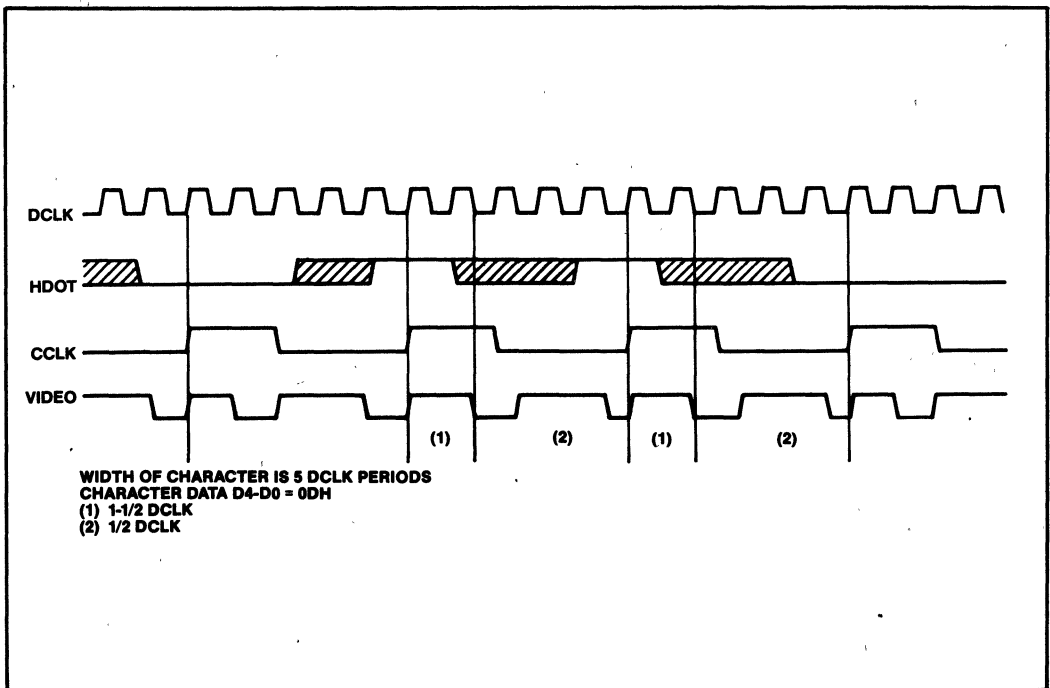 DCLK
HDOT
CCLK
VIDEO
(1) (2) (1) (2)
WIDTH OF CHARACTER IS 5 DCLK PERIODS
CHARACTER DATA D4-D0 = 0DH
(1) 1-1/2 DCLK
(2) 1/2 DCLK